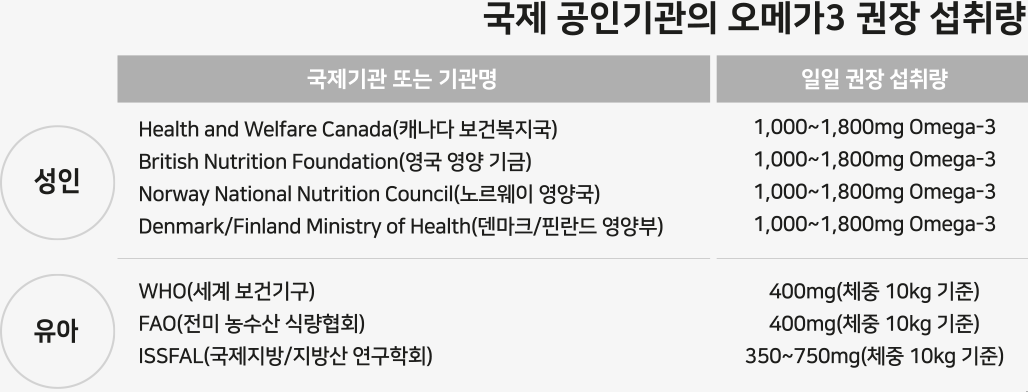 국제 공인기관의 오메가3 권장 섭취량
국제기관 또는 기관명 일일 권장 섭취량
성인
Health and Welfare Canada(캐나다 보건복지국) 1,000~1,800mg Omega-3
British Nutrition Foundation(영국 영양 기금) 1,000~1,800mg Omega-3
Norway National Nutrition Council(노르웨이 영양국) 1,000~1,800mg Omega-3
Denmark/Finland Ministry of Health(덴마크/핀란드 영양부) 1,000~1,800mg Omega-3
유아
WHO(세계 보건기구) 400mg(체중 10kg 기준)
FAO(전미 농수산 식량협회) 400mg(체중 10kg 기준)
ISSFAL(국제지방/지방산 연구학회) 350~750mg(체중 10kg 기준)